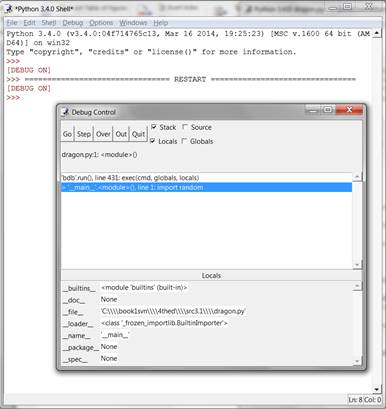 *Python 3.4.0 Shell*
File Edit Shell Debug Options Windows Help
Python 3.4.0 (v3.4.0:04f714765c13, Mar 16 2014, 19:25:23) [MSC v.1600 64 bit (AM
D64)] on win32
Type "copyright", "credits" or "license()" for more information.
>>>
[DEBUG ON]
>>> ================================ RESTART ================================
[DEBUG ON]
>>>
Debug Control
Go Step Over Out Quit Stack Source
Locals Globals
dragon.py:1: <module>()
'bdb'.run(), line 431: exec(cmd, globals, locals)
> '__main__'.<module>(), line 1: import random
Locals
__builtins__ <module 'builtins' (built-in)>
__doc__ None
__file__ 'C:\\\\book1svn\\\\4thed\\\\src3.1\\\\dragon.py'
__loader__ <class '_frozen_importlib.BuiltinImporter'>
__name__ '__main__'
__package__ None
__spec__ None
Ln: 8 Col: 0